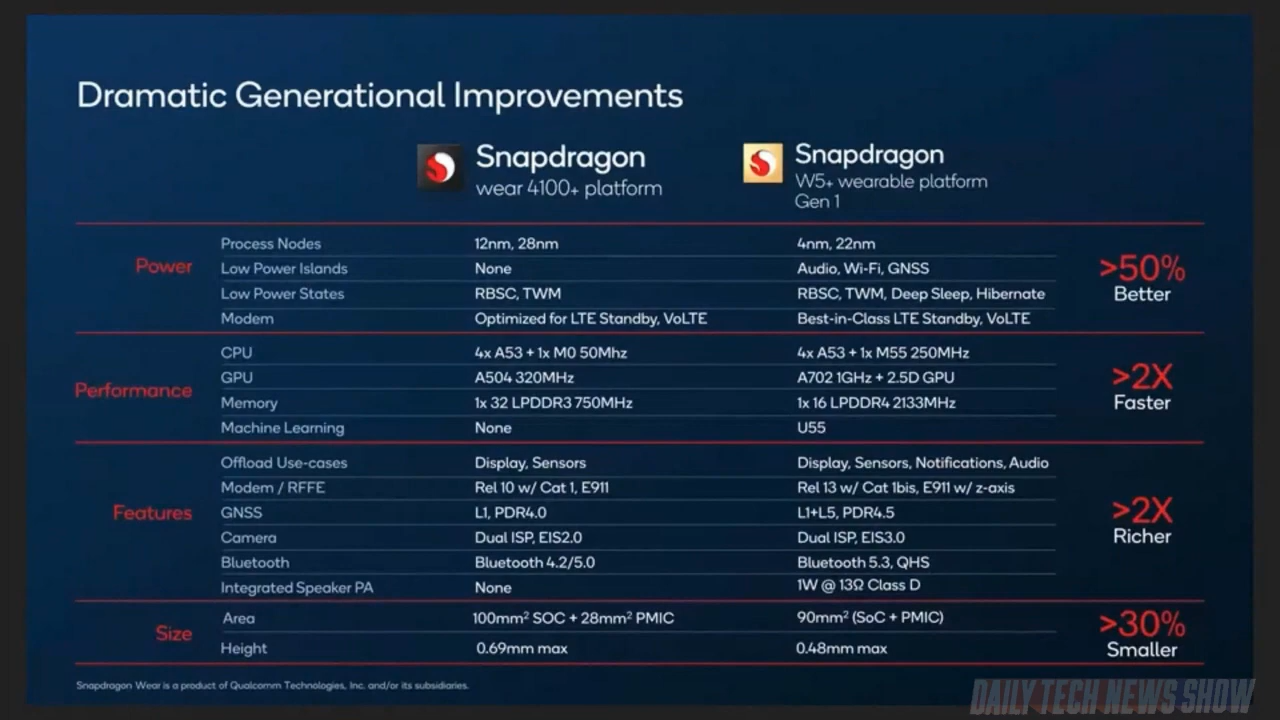 Dramatic Generational Improvements
Snapdragon
wear 4100+ platform
Snapdragon
W5+ wearable platform
Gen 1
Power
Process Nodes 12nm, 28nm 4nm, 22nm
Low Power Islands None Audio, Wi-Fi, GNSS
Low Power States RBSC, TWM RBSC, TWM, Deep Sleep, Hibernate
Modem Optimized for LTE Standby, VoLTE Best-in-Class LTE Standby, VoLTE
>50%
Better
Performance
CPU 4x A53 + 1x M0 50Mhz 4x A53 + 1x M55 250MHz
GPU A504 320MHz A702 1GHz + 2.5D GPU
Memory 1x 32 LPDDR3 750MHz 1x 16 LPDDR4 2133MHz
Machine Learning None U55
>2X
Faster
Features
Offload Use-cases Display, Sensors Display, Sensors, Notifications, Audio
Modem / RFFE Rel 10 w/ Cat 1, E911 Rel 13 w/ Cat 1bis, E911 w/ z-axis
GNSS L1, PDR4.0 L1+L5, PDR4.5
Camera Dual ISP, EIS2.0 Dual ISP, EIS3.0
Bluetooth Bluetooth 4.2/5.0 Bluetooth 5.3, QHS
Integrated Speaker PA None 1W @ 13Ω Class D
>2X
Richer
Size
Area 100mm² SOC + 28mm² PMIC 90mm² (SoC + PMIC)
Height 0.69mm max 0.48mm max
>30%
Smaller
Snapdragon Wear is a product of Qualcomm Technologies, Inc. and/or its subsidiaries.
DAILY TECH NEWS SHOW